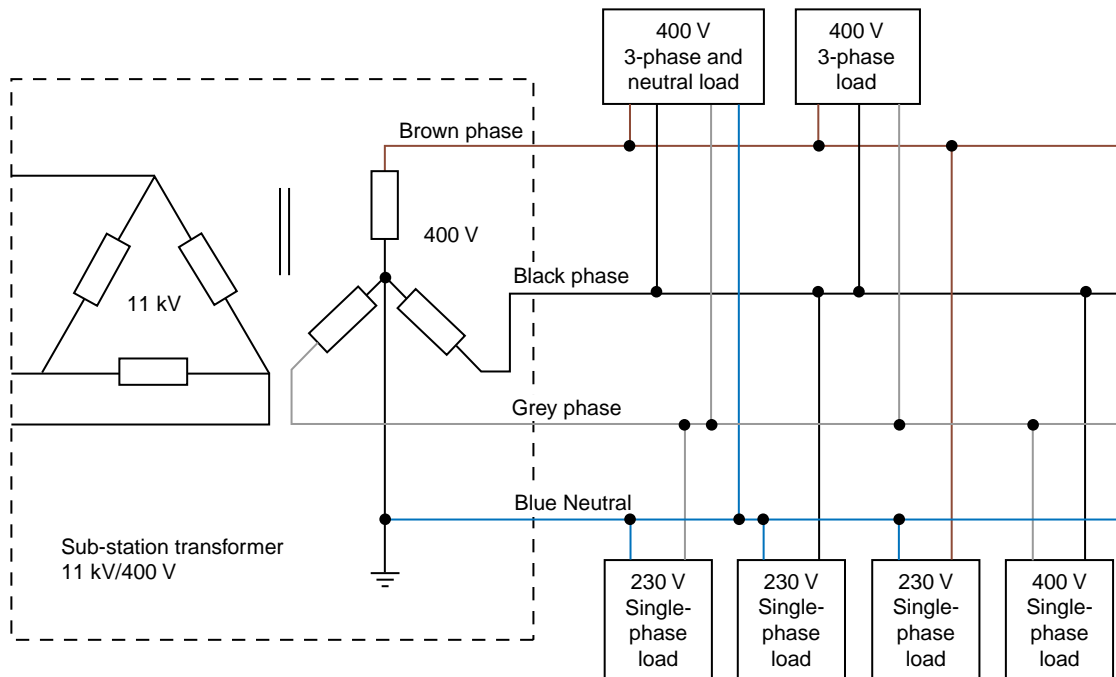 400 V
3-phase and
neutral load
400 V
3-phase
load
Brown phase
400 V
Black phase
11 kV
Grey phase
Blue Neutral
Sub-station transformer
11 kV/400 V
230 V
Single-
phase
load
230 V
Single-
phase
load
230 V
Single-
phase
load
400 V
Single-
phase
load